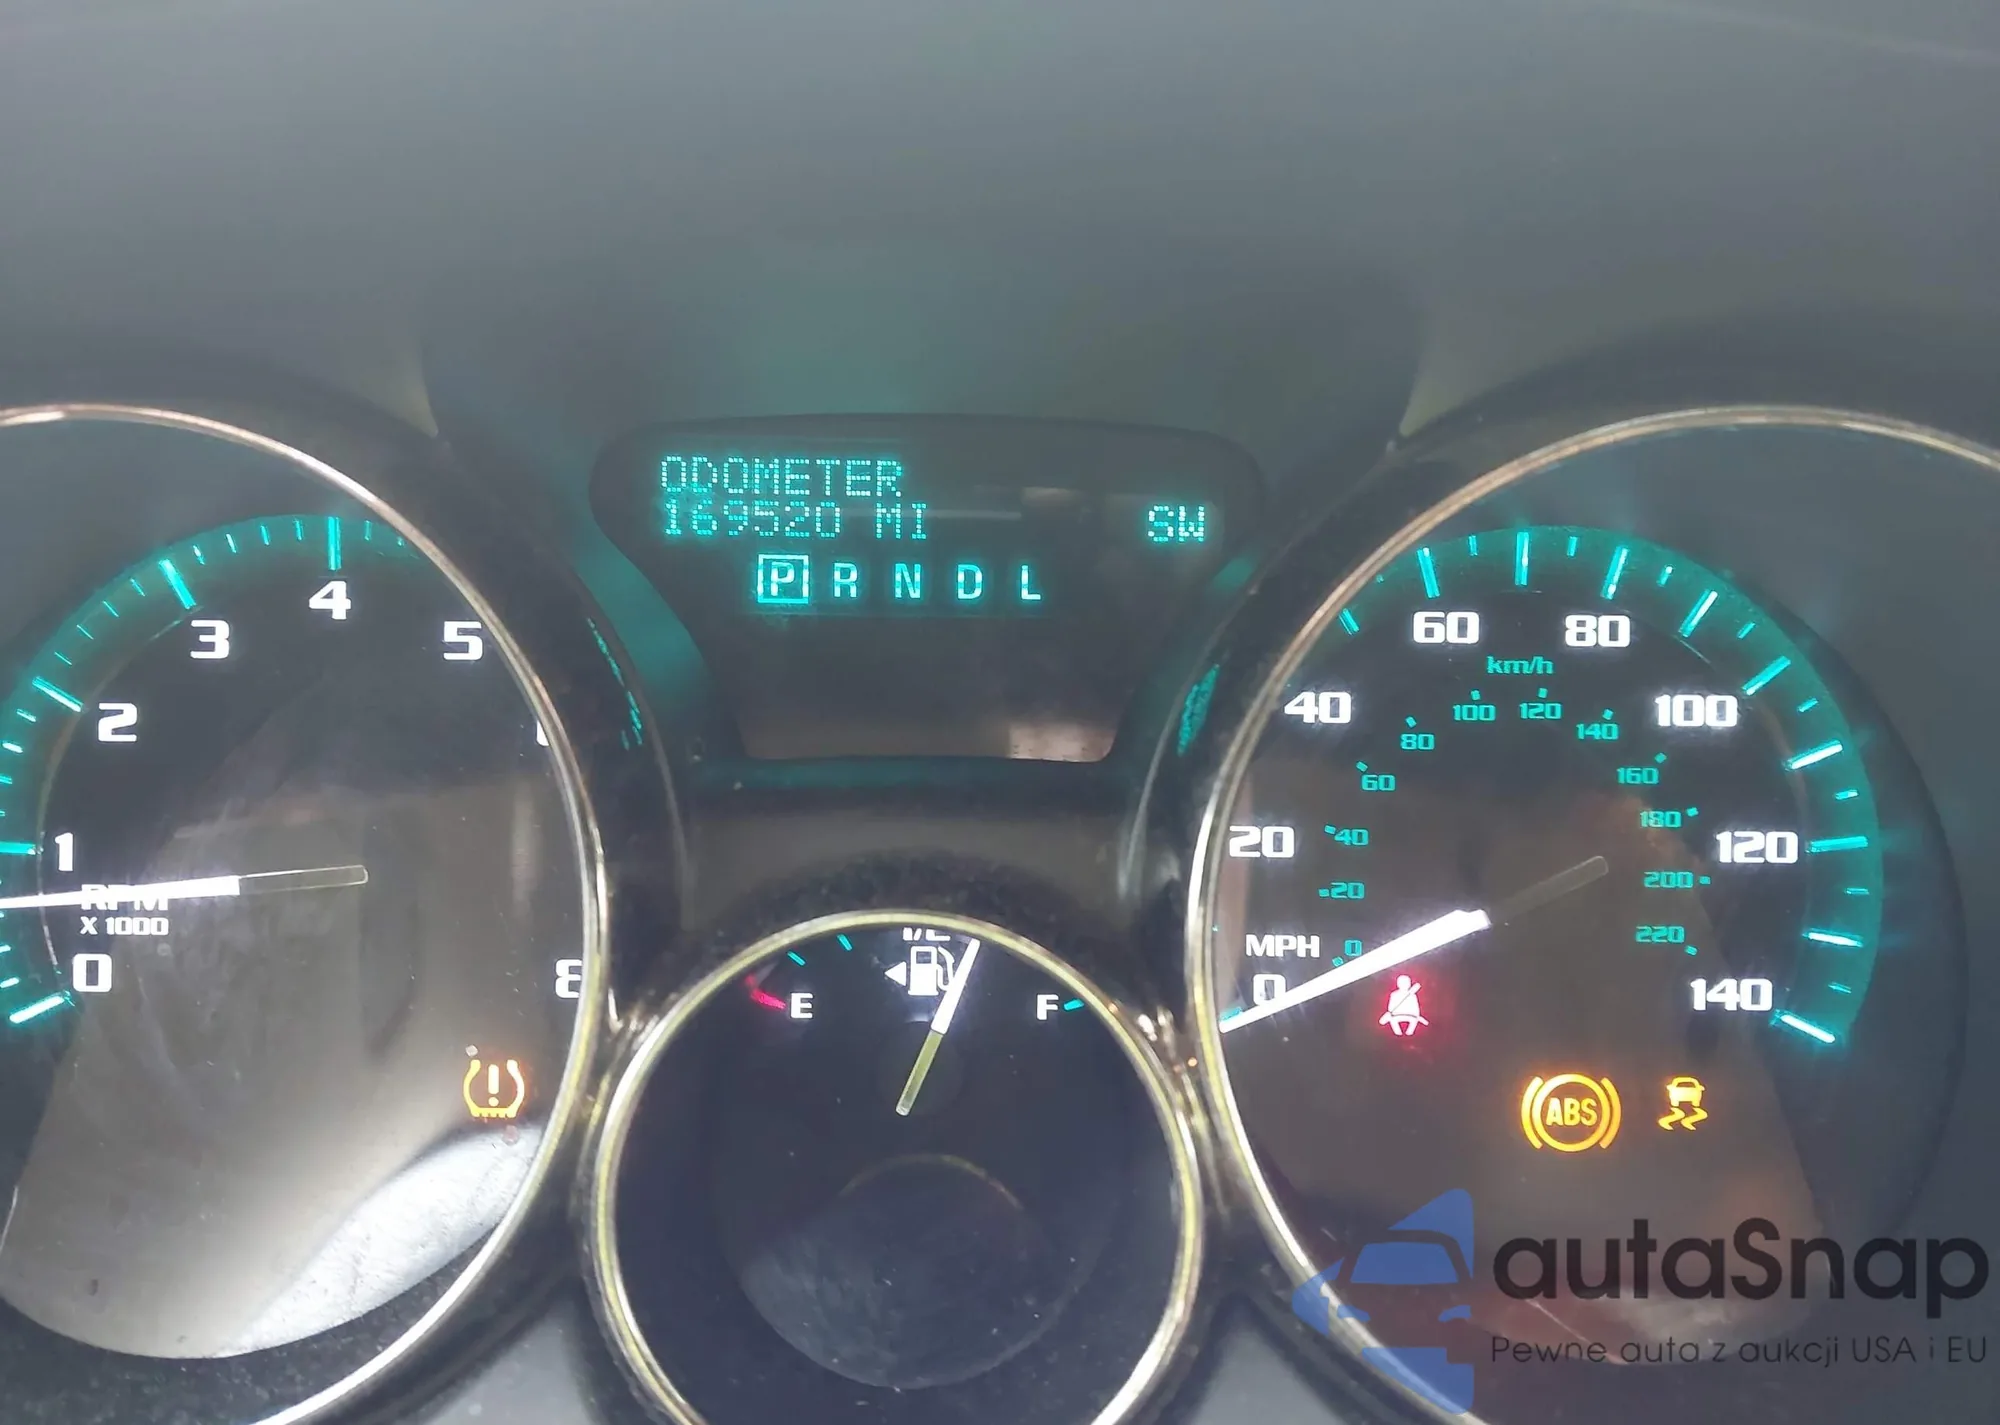 ODOMETER
169520 MI
SW
P R N D L
0
1
2
3
4
5
8
RPM
X 1000
E
F
MPH
0
20
40
60
80
100
120
140
km/h
0
20
40
60
80
100
120
140
160
180
200
220
ABS
autaSnap
Pewne auta z aukcji USA i EU